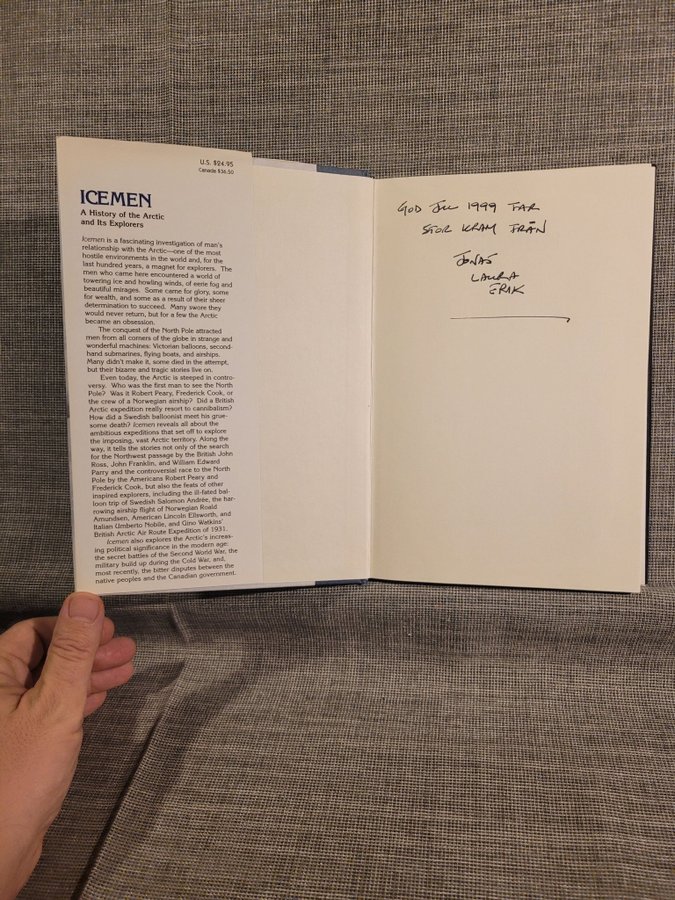 U.S. $24.95
Canada $36.50
ICEMEN
A History of the Arctic
and Its Explorers
Icemen is a fascinating investigation of man's
relationship with the Arctic—one of the most
hostile environments in the world and, for the
last hundred years, a magnet for explorers. The
men who came here encountered a world of
towering ice and howling winds, of eerie fog and
beautiful mirages. Some came for glory, some
for wealth, and some as a result of their sheer
determination to succeed. Many swore they
would never return, but for a few the Arctic
became an obsession.
The conquest of the North Pole attracted
men from all corners of the globe in strange and
wonderful machines: Victorian balloons, second-
hand submarines, flying boats, and airships.
Many didn't make it, some died in the attempt,
but their bizarre and tragic stories live on.
Even today, the Arctic is steeped in contro-
versy. Who was the first man to see the North
Pole? Was it Robert Peary, Frederick Cook, or
the crew of a Norwegian airship? Did a British
Arctic expedition really resort to cannibalism?
How did a Swedish balloonist meet his grue-
some death? Icemen reveals all about the
ambitious expeditions that set off to explore
the imposing, vast Arctic territory. Along the
way, it tells the stories not only of the search
for the Northwest passage by the British John
Ross, John Franklin, and William Edward
Parry and the controversial race to the North
Pole by the Americans Robert Peary and
Frederick Cook, but also the feats of other
inspired explorers, including the ill-fated bal-
loon trip of Swedish Salomon Andrée, the har-
rowing airship flight of Norwegian Roald
Amundsen, American Lincoln Ellsworth, and
Italian Umberto Nobile, and Gino Watkins'
British Arctic Air Route Expedition of 1931.
Icemen also explores the Arctic's increas-
ing political significance in the modern age:
the secret battles of the Second World War, the
military build up during the Cold War, and,
most recently, the bitter disputes between the
native peoples and the Canadian government.
GOD JUL 1999 FAR
STOR KRAM FRÅN
JONAS
LAURA
ERIK